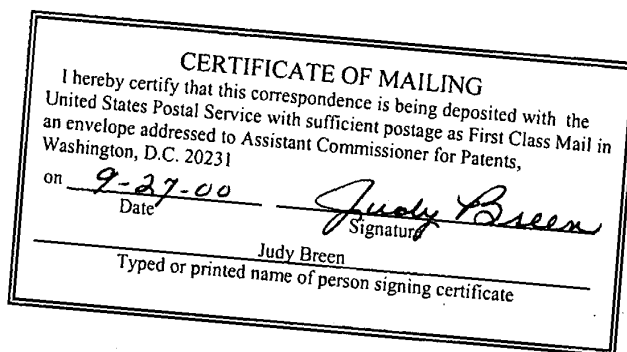 CERTIFICATE OF MAILING
I hereby certify that this correspondence is being deposited with the
United States Postal Service with sufficient postage as First Class Mail in
an envelope addressed to Assistant Commissioner for Patents,
Washington, D.C. 20231
on 9-27-00 Judy Breen
Date Signature
Judy Breen
Typed or printed name of person signing certificate